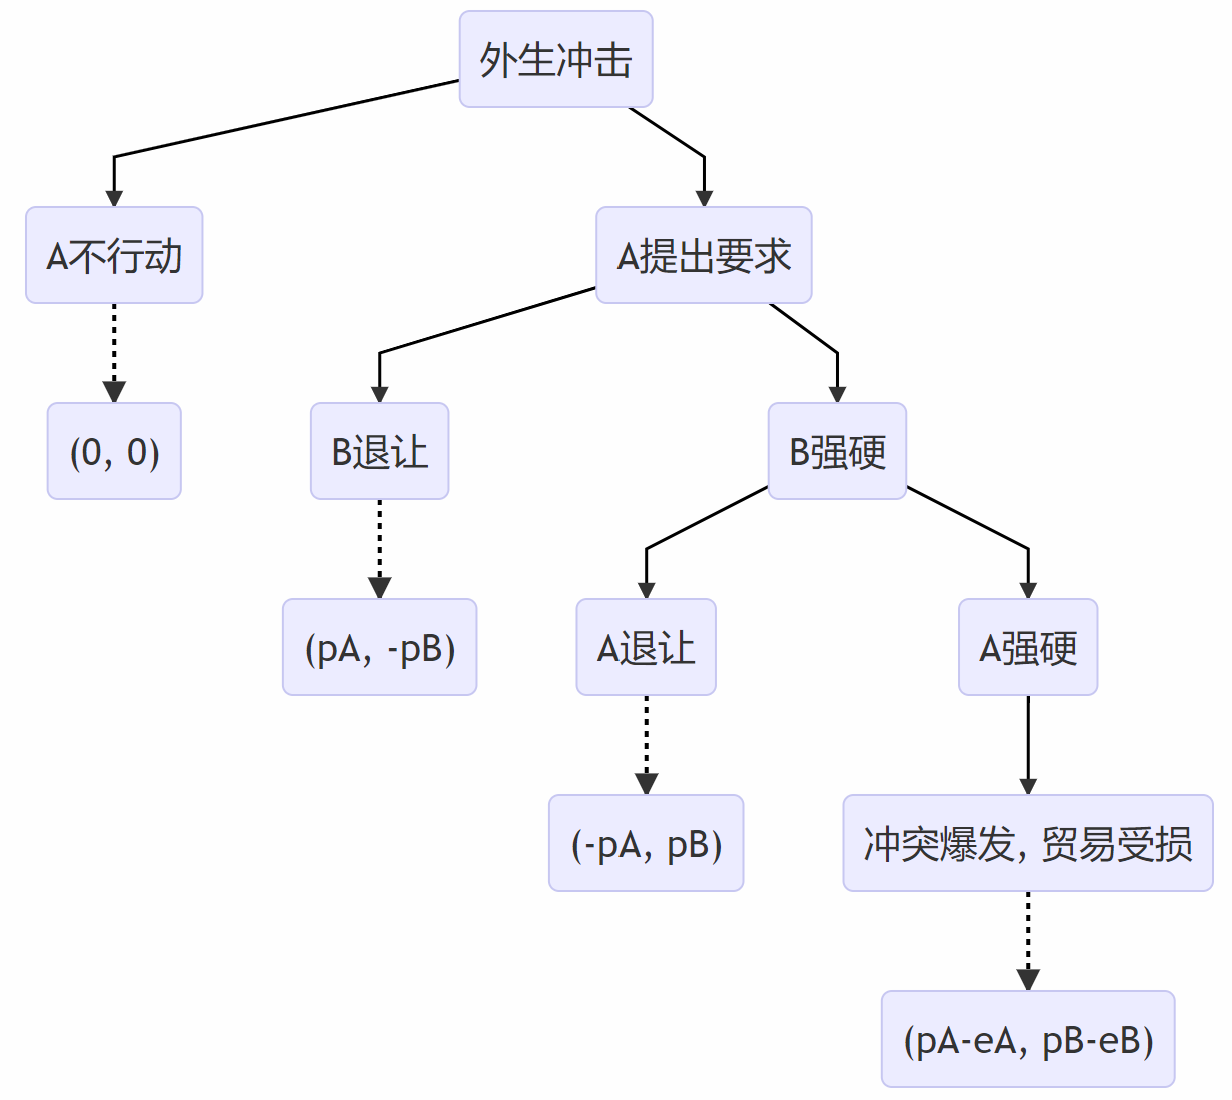 外生冲击
A不行动
A提出要求
(0, 0)
B退让
B强硬
(pA, -pB)
A退让
A强硬
(-pA, pB)
冲突爆发, 贸易受损
(pA-eA, pB-eB)